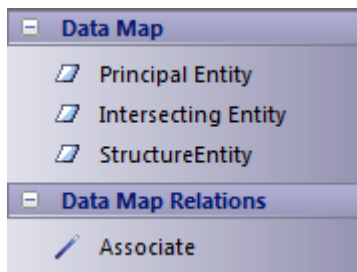 Data Map
Principal Entity
Intersecting Entity
StructureEntity
Data Map Relations
Associate